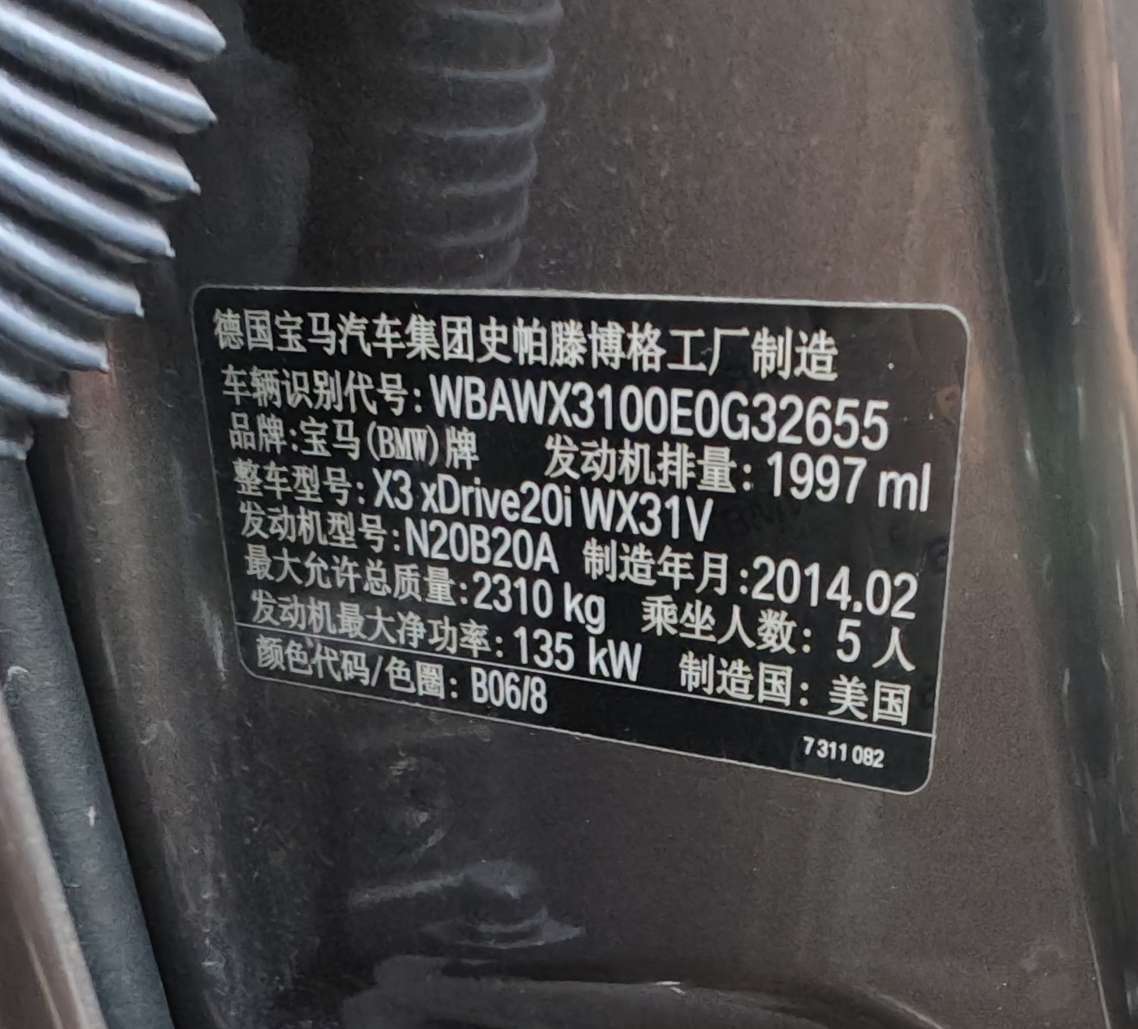 德国宝马汽车集团史帕滕博格工厂制造
车辆识别代号: WBAWX3100E0G32655
品牌:宝马(BMW)牌 发动机排量: 1997 ml
整车型号: X3 xDrive20i WX31V
发动机型号: N20B20A 制造年月:2014.02
最大允许总质量: 2310 kg 乘坐人数: 5 人
发动机最大净功率: 135 kW 制造国: 美国
颜色代码/色圈: B06/8
7 311 082